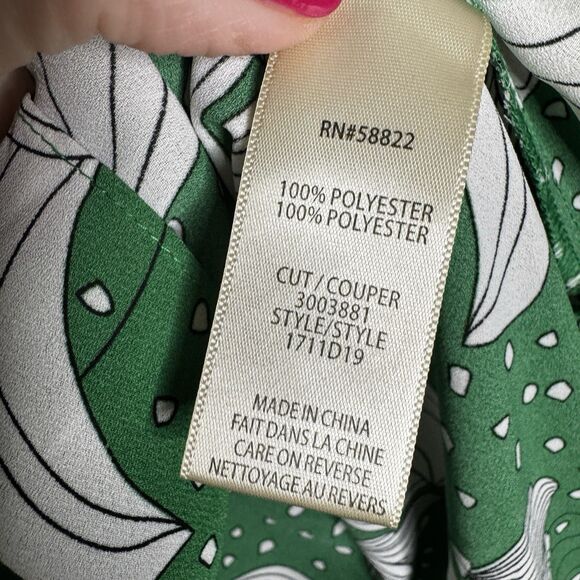 RN#58822
100% POLYESTER
100% POLYESTER
CUT / COUPER
3003881
STYLE/STYLE
1711D19
MADE IN CHINA
FAIT DANS LA CHINE
CARE ON REVERSE
NETTOYAGE AU REVERS